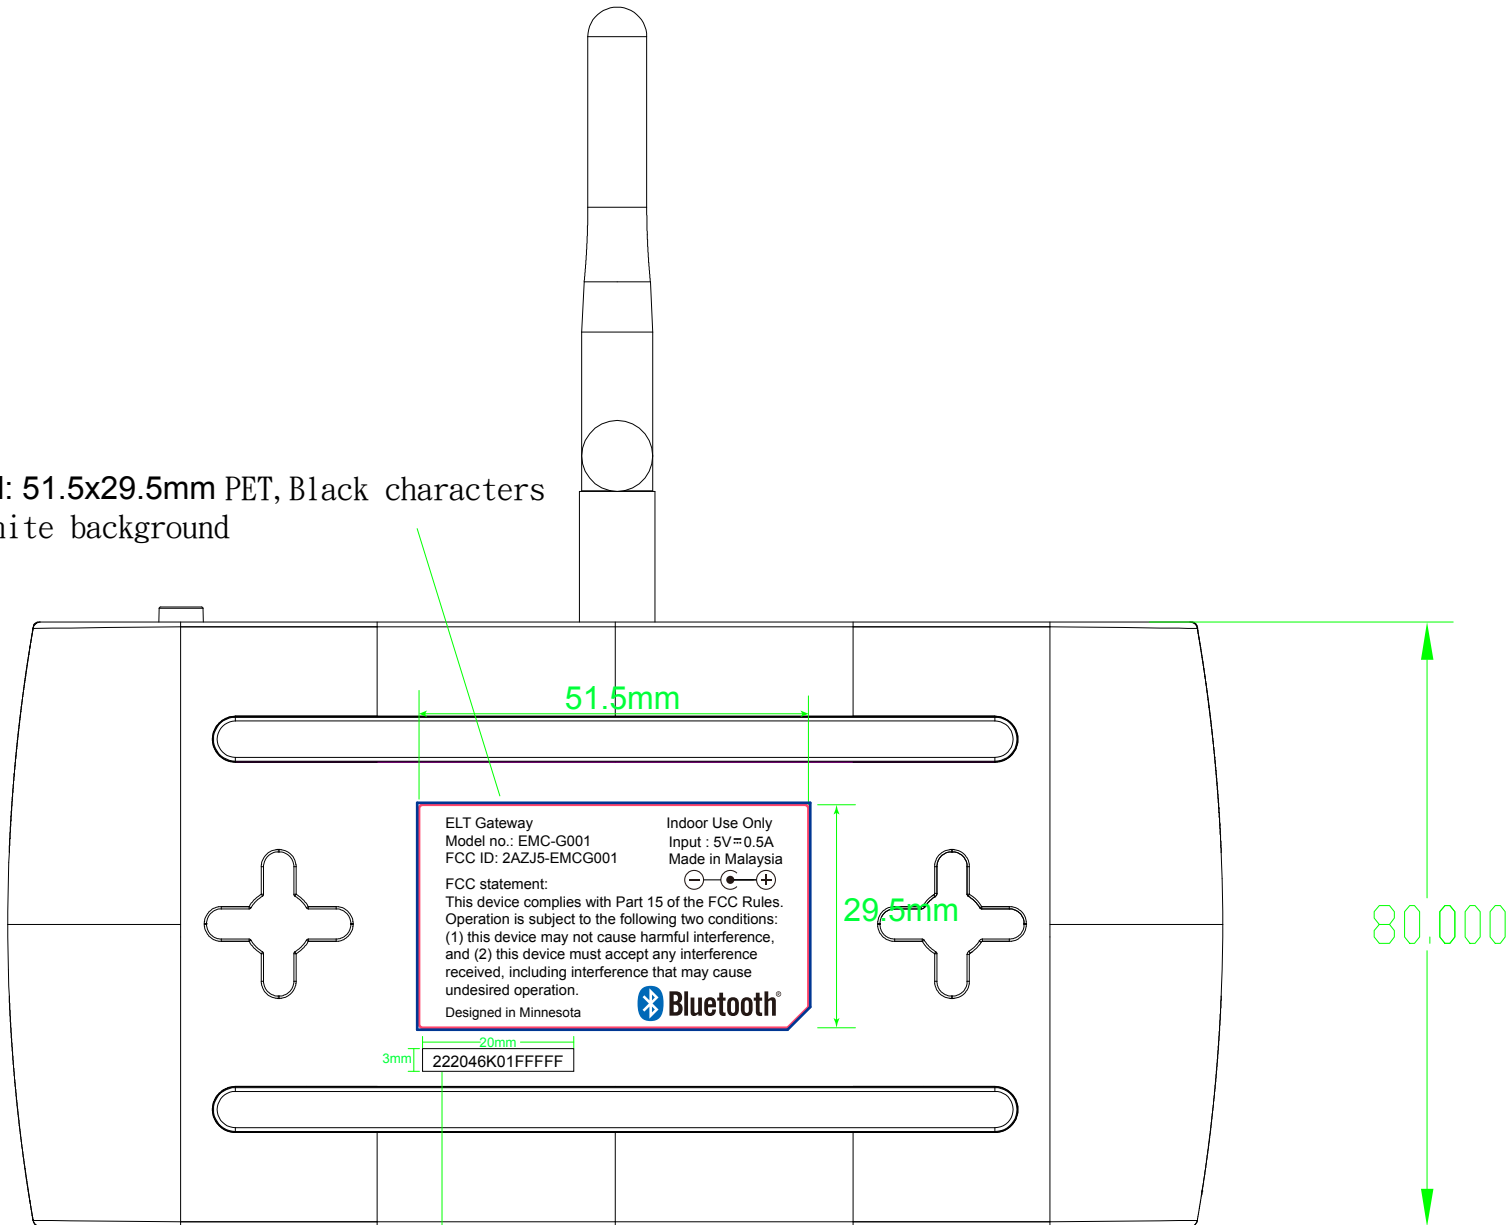 : 51.5x29.5mm PET, Black characters
background
51.5mm
ELT Gateway
Model no.: EMC-G001
FCC ID: 2AZJ5-EMCG001
Indoor Use Only
Input : 5V⎓0.5A
Made in Malaysia
FCC statement:
This device complies with Part 15 of the FCC Rules.
Operation is subject to the following two conditions:
(1) this device may not cause harmful interference,
and (2) this device must accept any interference
received, including interference that may cause
undesired operation.
Designed in Minnesota
Bluetooth®
29.5mm
80.000
20mm
3mm
222046K01FFFFF